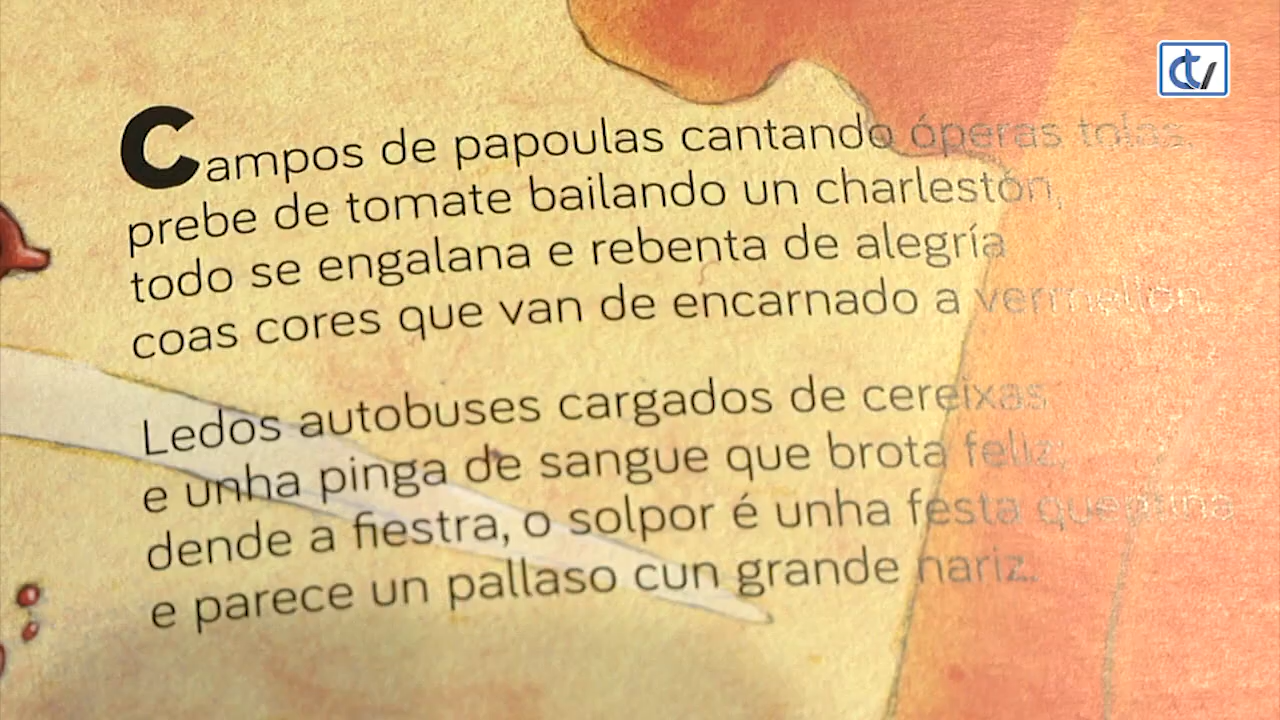 Campos de papoulas cantando óperas tolas,
prebe de tomate bailando un charlestón,
todo se engalana e rebenta de alegría
coas cores que van de encarnado a vermellón.
Ledos autobuses cargados de cereixas
e unha pinga de sangue que brota feliz;
dende a fiestra, o solpor é unha festa
e parece un pallaso cun grande nariz.